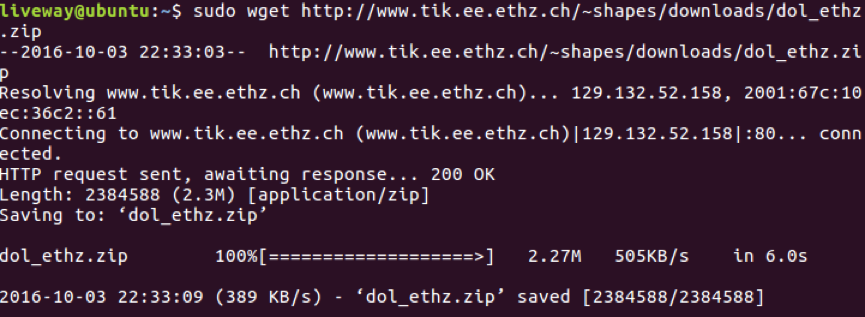 liveway@ubuntu:~$ sudo wget http://www.tik.ee.ethz.ch/~shapes/downloads/dol_ethz
.zip
--2016-10-03 22:33:03--  http://www.tik.ee.ethz.ch/~shapes/downloads/dol_ethz.zi
p
Resolving www.tik.ee.ethz.ch (www.tik.ee.ethz.ch)... 129.132.52.158, 2001:67c:10
ec:36c2::61
Connecting to www.tik.ee.ethz.ch (www.tik.ee.ethz.ch)|129.132.52.158|:80... conn
ected.
HTTP request sent, awaiting response... 200 OK
Length: 2384588 (2.3M) [application/zip]
Saving to: ‘dol_ethz.zip’
dol_ethz.zip        100%[===================>]   2.27M   505KB/s    in 6.0s
2016-10-03 22:33:09 (389 KB/s) - ‘dol_ethz.zip’ saved [2384588/2384588]